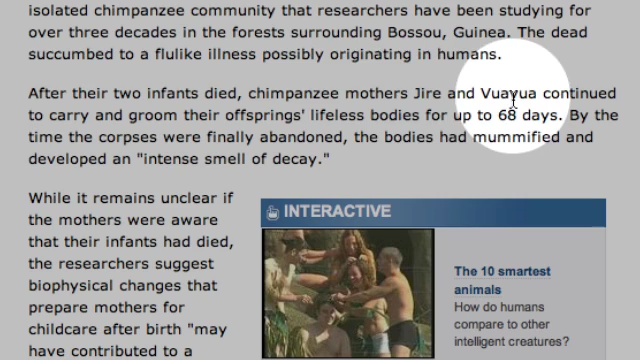 isolated chimpanzee community that researchers have been studying for
over three decades in the forests surrounding Bossou, Guinea. The dead
succumbed to a flulike illness possibly originating in humans.
After their two infants died, chimpanzee mothers Jire and Vuavua continued
to carry and groom their offsprings' lifeless bodies for up to 68 days. By the
time the corpses were finally abandoned, the bodies had mummified and
developed an "intense smell of decay."
While it remains unclear if
the mothers were aware
that their infants had died,
the researchers suggest
biophysical changes that
prepare mothers for
childcare after birth "may
have contributed to a
INTERACTIVE
The 10 smartest
animals
How do humans
compare to other
intelligent creatures?